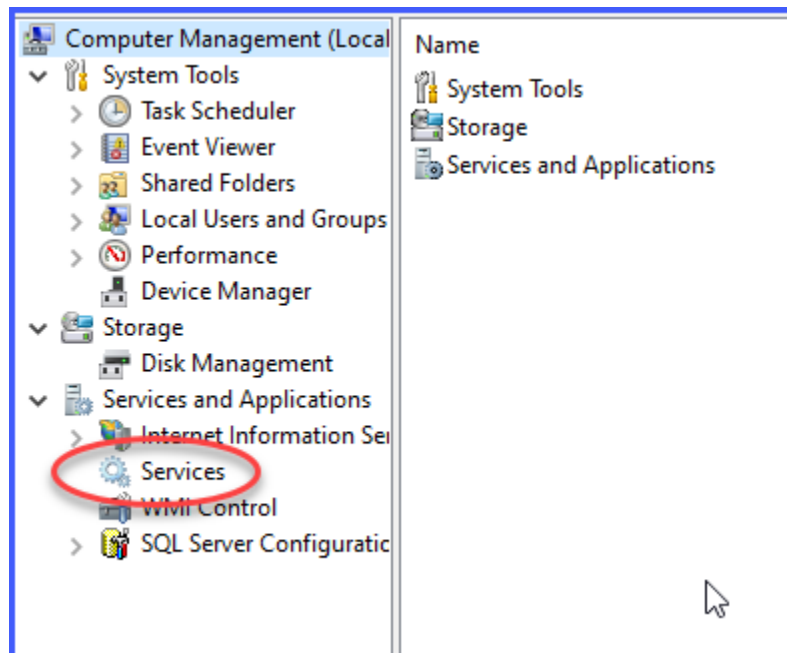 Computer Management (Local
System Tools
Task Scheduler
Event Viewer
Shared Folders
Local Users and Groups
Performance
Device Manager
Storage
Disk Management
Services and Applications
Internet Information Ser
Services
WMI Control
SQL Server Configuratic
Name
System Tools
Storage
Services and Applications